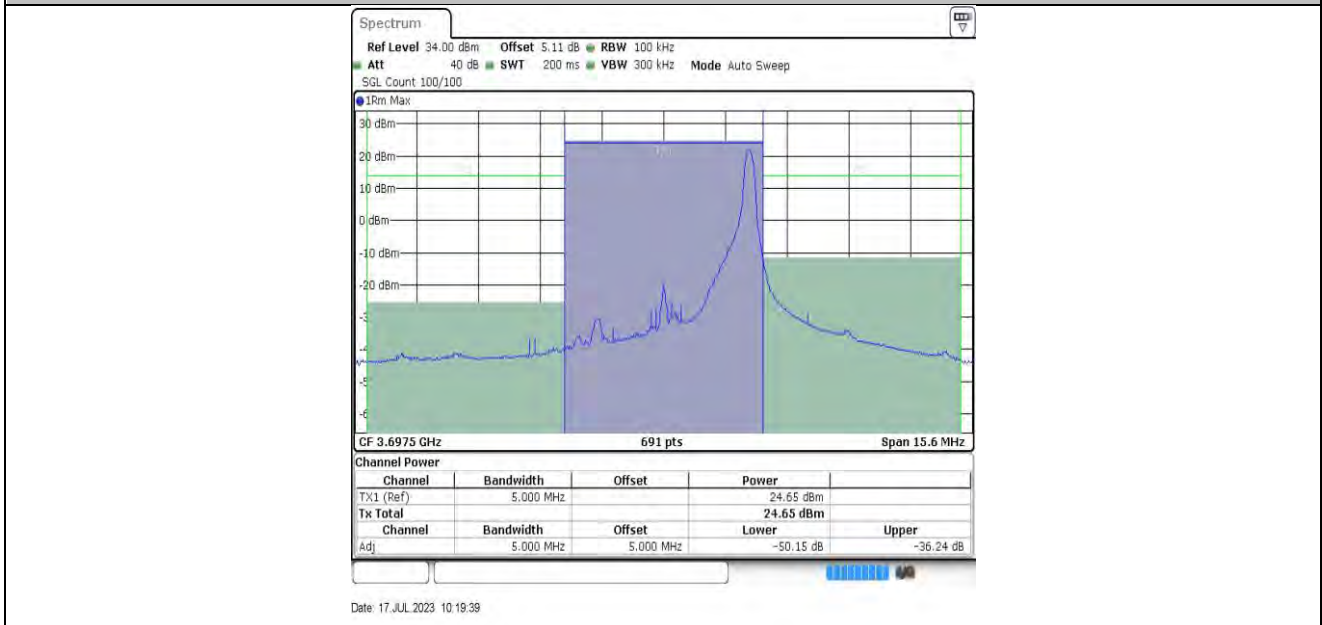 Spectrum
Ref Level 34.00 dBm Offset 5.11 dB RBW 100 kHz
Att 40 dB SWT 200 ms VBW 300 kHz Mode Auto Sweep
SGL Count 100/100
1Rm Max
30 dBm
20 dBm
10 dBm
0 dBm
-10 dBm
-20 dBm
CF 3.6975 GHz 691 pts Span 15.6 MHz
Channel Power
Channel Bandwidth Offset Power
TX1 (Ref) 5.000 MHz 24.65 dBm
Tx Total 24.65 dBm
Channel Bandwidth Offset Lower Upper
Adj 5.000 MHz 5.000 MHz -50.15 dB -36.24 dB
Date: 17.JUL.2023 10:19:39